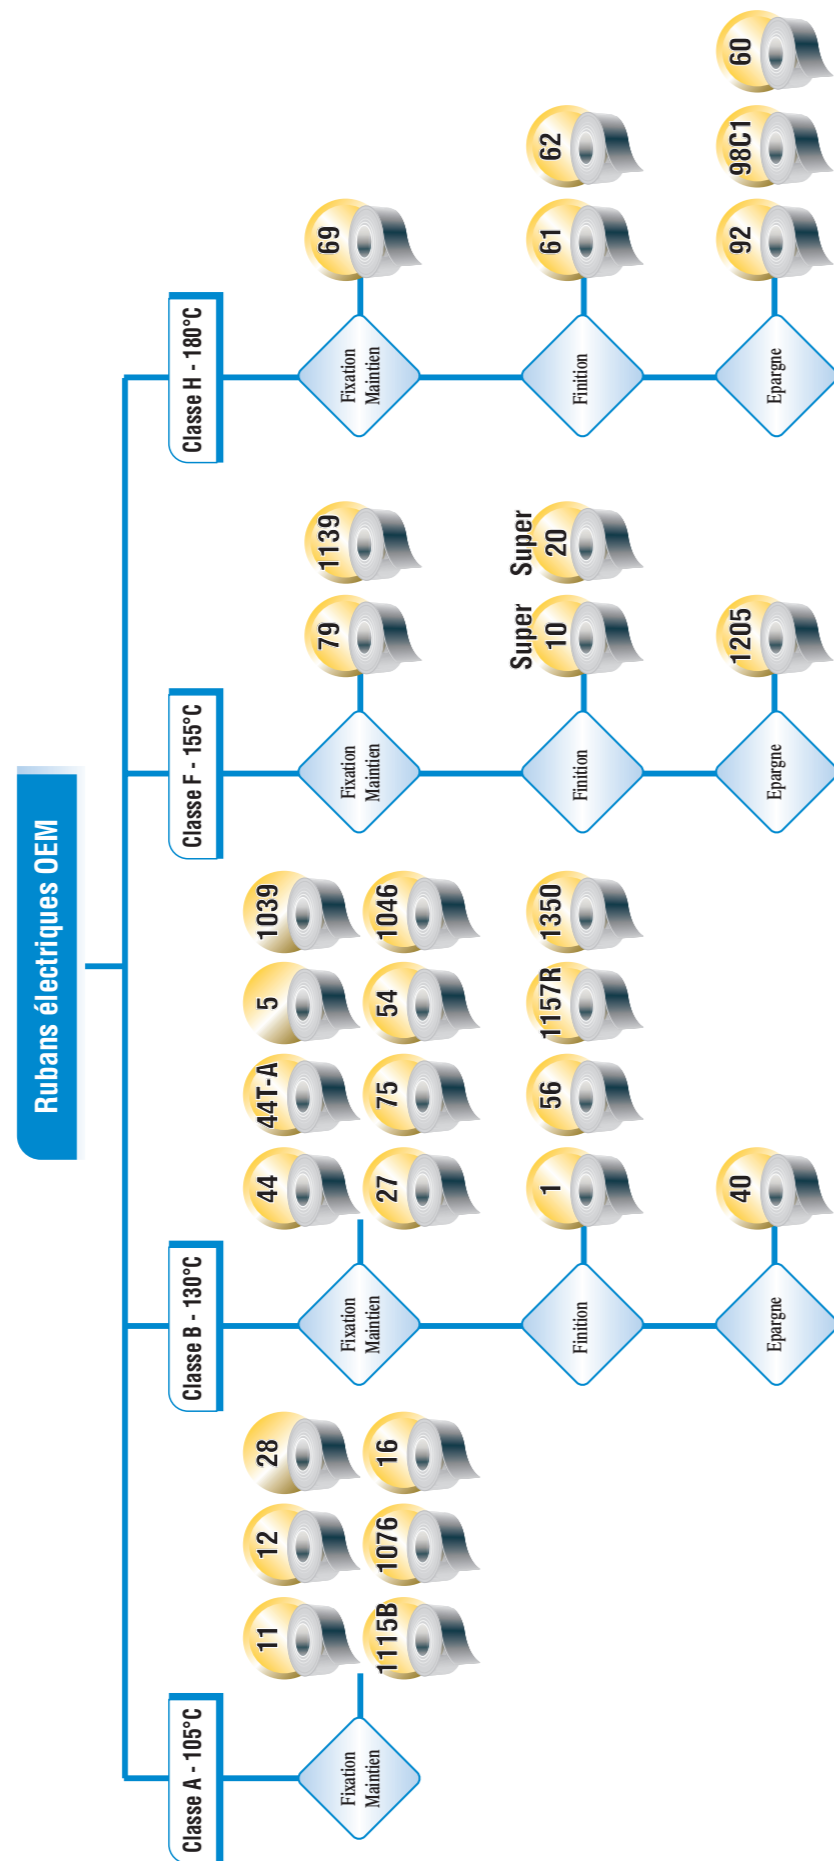 Rubans électriques OEM
Classe A - 105°C
Fixation
Maintien
11
12
28
1115B
1076
16
Classe B - 130°C
Fixation
Maintien
44
44T-A
5
1039
27
75
54
1046
Finition
1
56
1157R
1350
Epargne
40
Classe F - 155°C
Fixation
Maintien
79
1139
Finition
Super
10
Super
20
Epargne
1205
Classe H - 180°C
Fixation
Maintien
69
Finition
61
62
Epargne
92
98C1
60